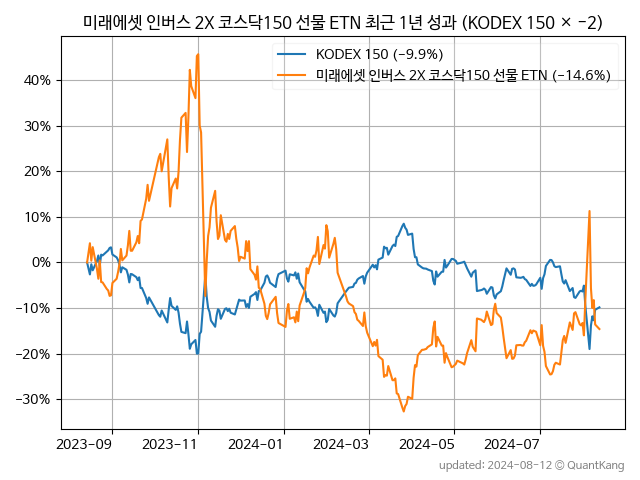 미래에셋 인버스 2X 코스닥150 선물 ETN 최근 1년 성과 (KODEX 150 × −2)
KODEX 150 (−9.9%)
미래에셋 인버스 2X 코스닥150 선물 ETN (−14.6%)
40%
30%
20%
10%
0%
−10%
−20%
−30%
2023-09 2023-11 2024-01 2024-03 2024-05 2024-07
updated: 2024-08-12 © QuantKang